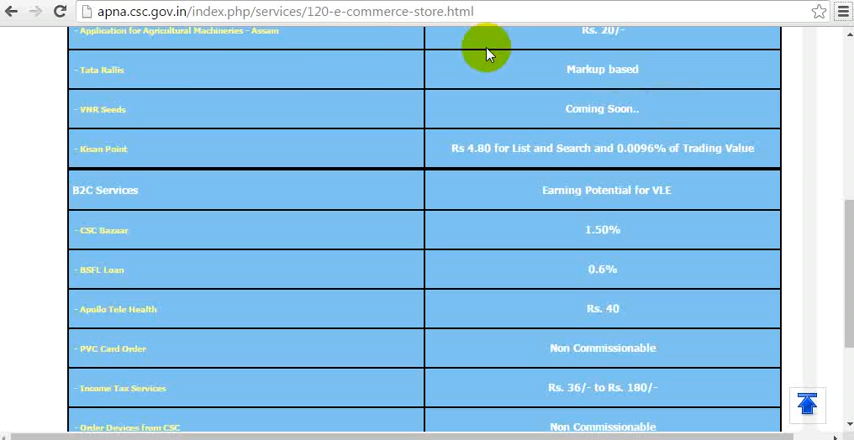 apna.csc.gov.in/index.php/services/120-e-commerce-store.html
- Application for Agricultural Machineries - Assam Rs. 20/-
- Tata Rallis Markup based
- VNR Seeds Coming Soon..
- Kisan Point Rs 4.80 for List and Search and 0.0096% of Trading Value
B2C Services Earning Potential for VLE
- CSC Bazaar 1.50%
- BSFL Loan 0.6%
- Apollo Tele Health Rs. 40
- PVC Card Order Non Commissionable
- Income Tax Services Rs. 36/- to Rs. 180/-
- Order Devices from CSC Non Commissionable